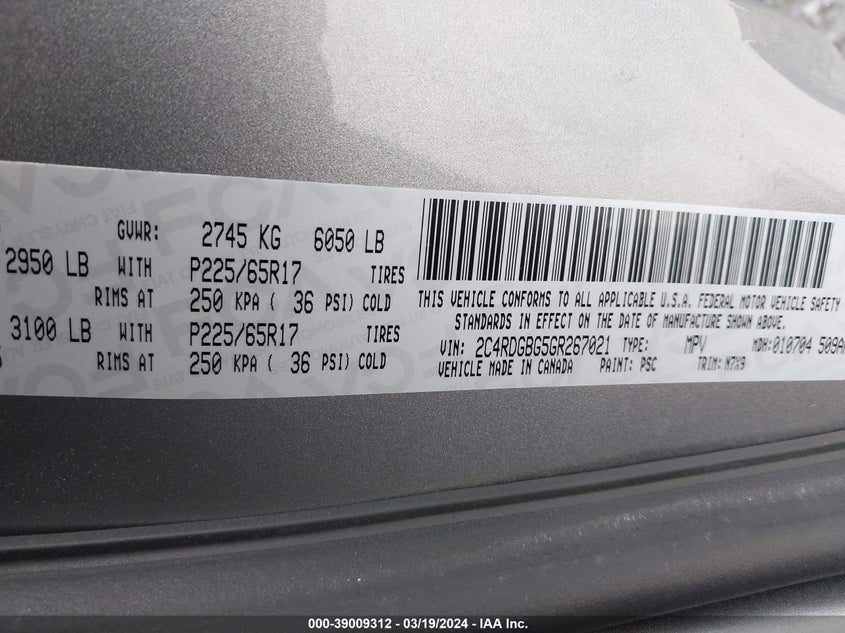 GVWR: 2745 KG 6050 LB
2950 LB WITH P225/65R17 TIRES
RIMS AT 250 KPA ( 36 PSI) COLD
3100 LB WITH P225/65R17 TIRES
RIMS AT 250 KPA ( 36 PSI) COLD
THIS VEHICLE CONFORMS TO ALL APPLICABLE U.S.A. FEDERAL MOTOR VEHICLE SAFETY
STANDARDS IN EFFECT ON THE DATE OF MANUFACTURE SHOWN ABOVE.
VIN: 2C4RDGBG5GR267021 TYPE: MPV MDH: 010704 509A
VEHICLE MADE IN CANADA PAINT: PSC TRIM: M7X9
000-39009312 - 03/19/2024 - IAA Inc.